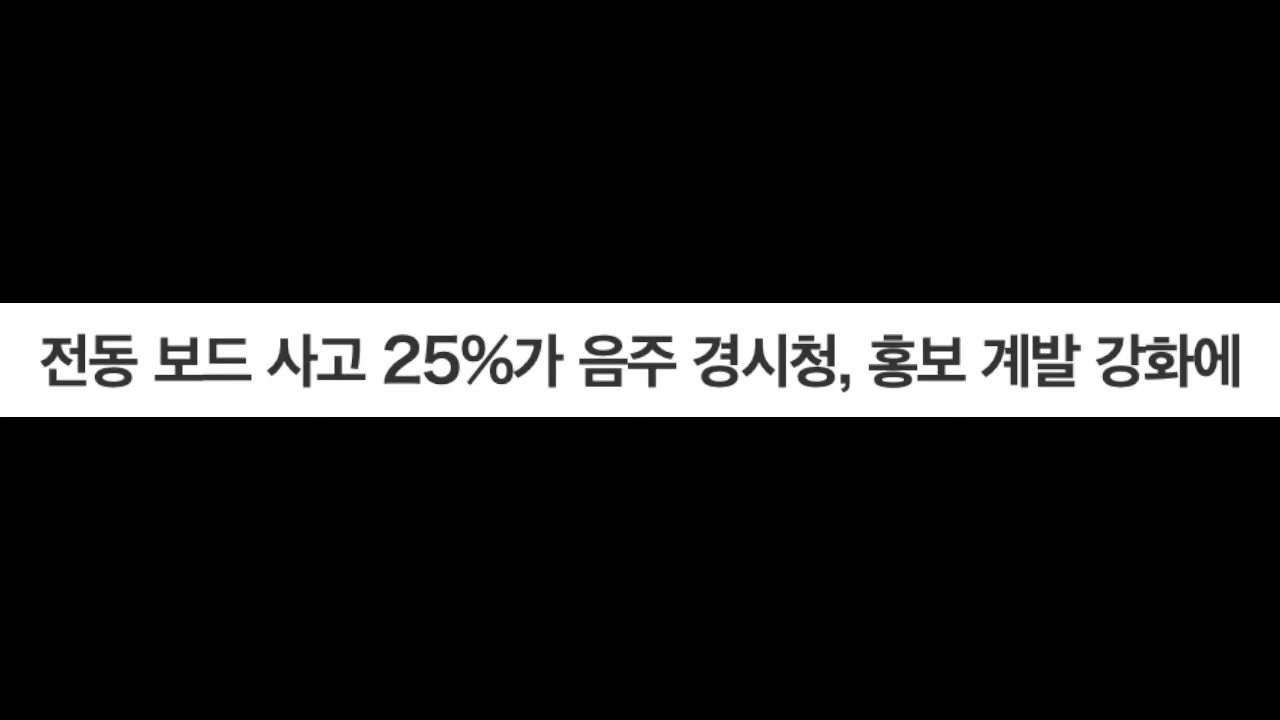 전동 보드 사고 25%가 음주 경시청, 홍보 계발 강화에